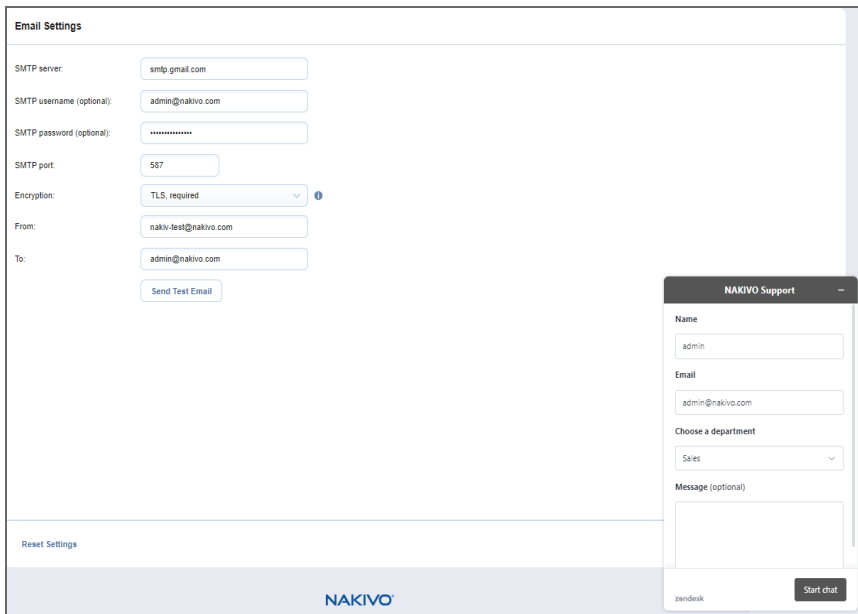 Email Settings
SMTP server:
smtp.gmail.com
SMTP username (optional):
admin@nakivo.com
SMTP password (optional):
•••••••••••••••
SMTP port:
587
Encryption:
TLS, required
From:
nakiv-test@nakivo.com
To:
admin@nakivo.com
Send Test Email
Reset Settings
NAKIVO
NAKIVO Support
Name
admin
Email
admin@nakivo.com
Choose a department
Sales
Message (optional)
zendesk
Start chat